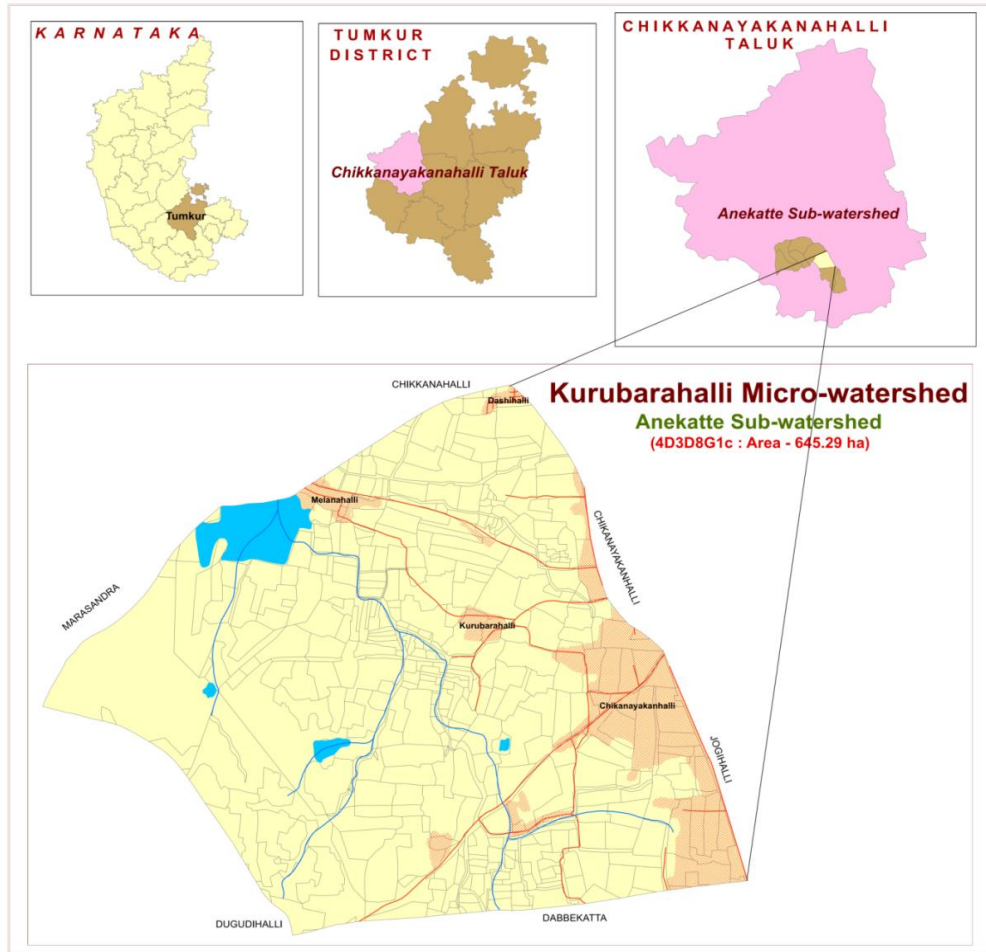 KARNATAKA
Tumkur
TUMKUR
DISTRICT
Chikkanayakanahalli Taluk
CHIKKANAYAKANAHALLI
TALUK
Anekatte Sub-watershed
Kurubarahalli Micro-watershed
Anekatte Sub-watershed
(4D3D8G1c : Area - 645.29 ha)
CHIKKANAHALLI
Dashihalli
Melanahalli
CHIKANAYAKANHALLI
MARASANDRA
Kurubarahalli
Chikanayakanhalli
JOGIHALLI
DUGUDIHALLI
DABBEKATTA